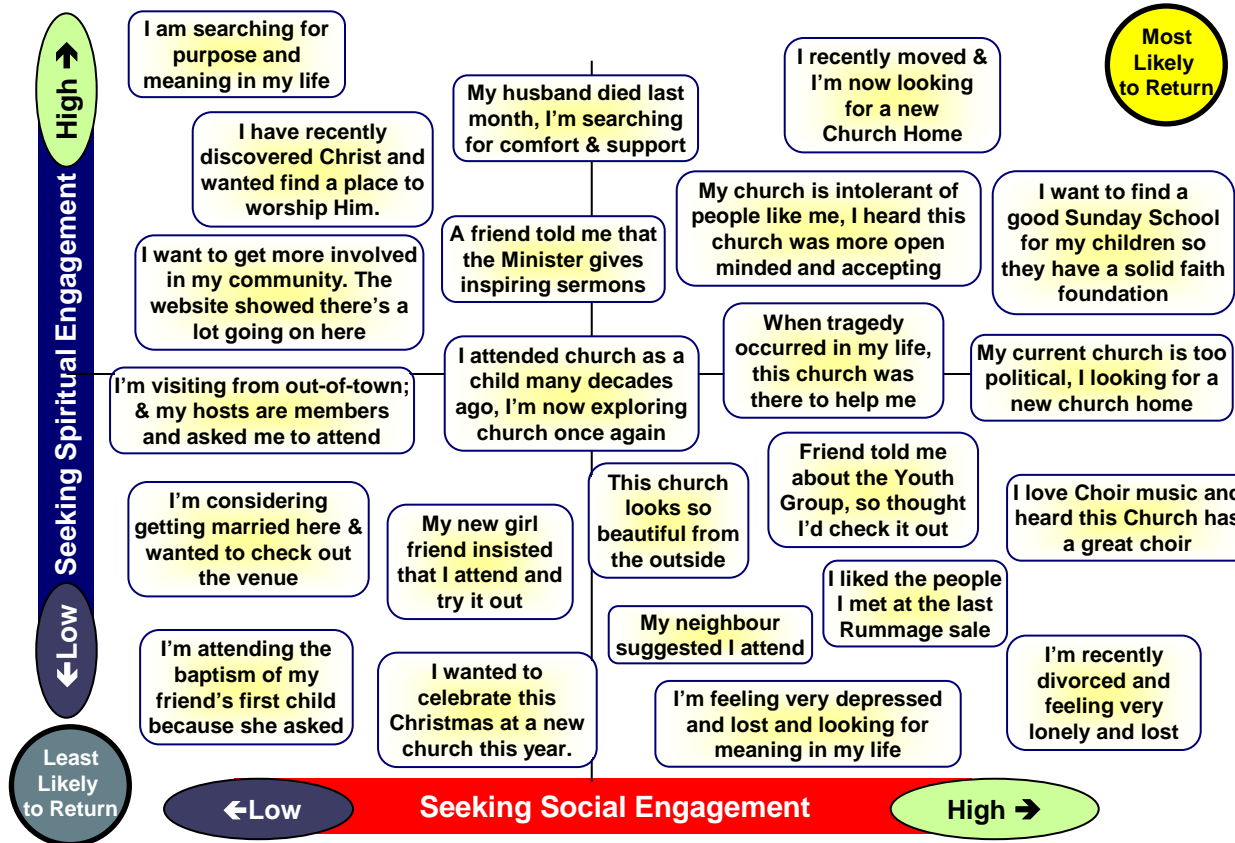 I am searching for
purpose and
meaning in my life
My husband died last
month, I'm searching
for comfort & support
I recently moved &
I'm now looking
for a new
Church Home
Most
Likely
to Return
High →
Seeking Spiritual Engagement
←Low
I have recently
discovered Christ and
wanted find a place to
worship Him.
My church is intolerant of
people like me, I heard this
church was more open
minded and accepting
I want to find a
good Sunday School
for my children so
they have a solid faith
foundation
A friend told me that
the Minister gives
inspiring sermons
I want to get more involved
in my community. The
website showed there's a
lot going on here
When tragedy
occurred in my life,
this church was
there to help me
I attended church as a
child many decades
ago, I'm now exploring
church once again
My current church is too
political, I looking for a
new church home
I'm visiting from out-of-town;
& my hosts are members
and asked me to attend
Friend told me
about the Youth
Group, so thought
I'd check it out
This church
looks so
beautiful from
the outside
I love Choir music and
heard this Church has
a great choir
I'm considering
getting married here &
wanted to check out
the venue
My new girl
friend insisted
that I attend and
try it out
I liked the people
I met at the last
Rummage sale
My neighbour
suggested I attend
I'm attending the
baptism of my
friend's first child
because she asked
I wanted to
celebrate this
Christmas at a new
church this year.
I'm feeling very depressed
and lost and looking for
meaning in my life
I'm recently
divorced and
feeling very
lonely and lost
Least
Likely
to Return
←Low
Seeking Social Engagement
High →